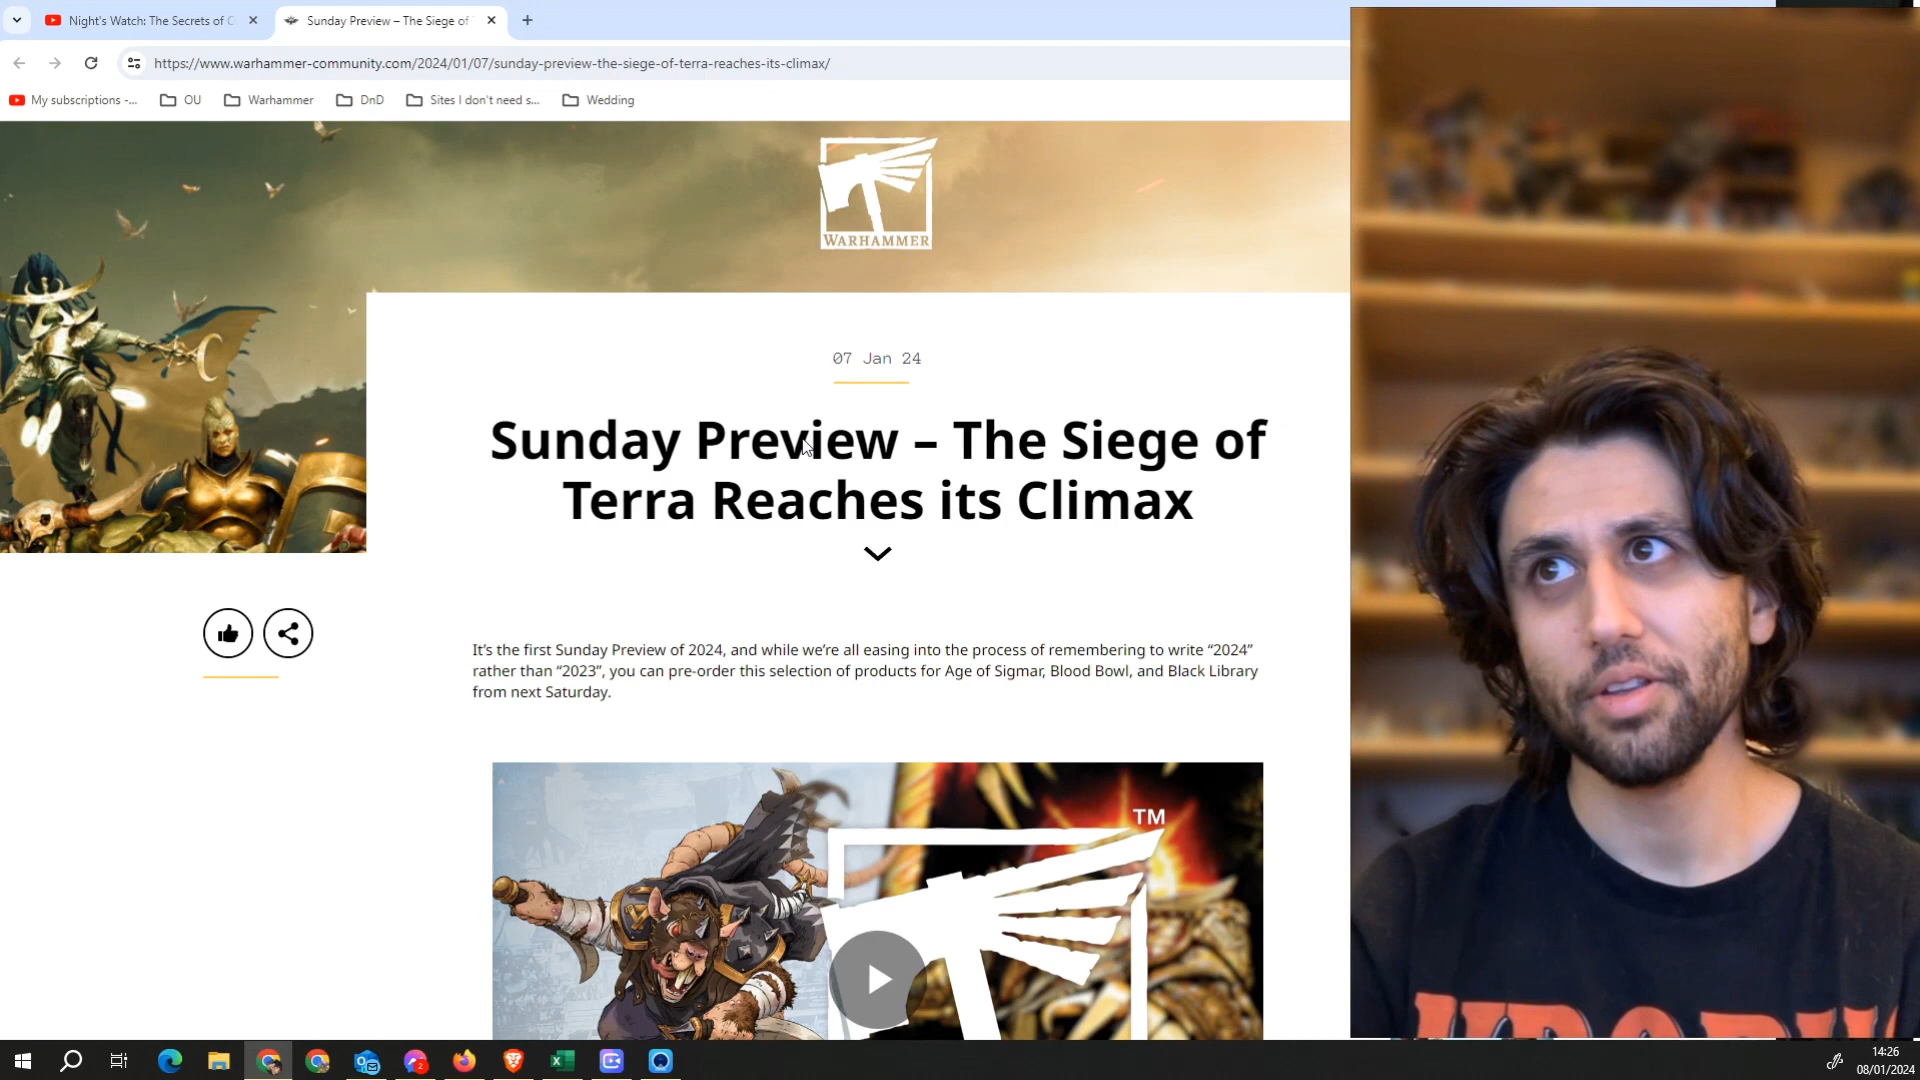 Night's Watch: The Secrets of C
Sunday Preview – The Siege of
https://www.warhammer-community.com/2024/01/07/sunday-preview-the-siege-of-terra-reaches-its-climax/
My subscriptions -...
OU
Warhammer
DnD
Sites I don't need s...
Wedding
WARHAMMER
07 Jan 24
Sunday Preview – The Siege of
Terra Reaches its Climax
It's the first Sunday Preview of 2024, and while we're all easing into the process of remembering to write “2024”
rather than “2023”, you can pre-order this selection of products for Age of Sigmar, Blood Bowl, and Black Library
from next Saturday.
TM
2
14:26
08/01/2024